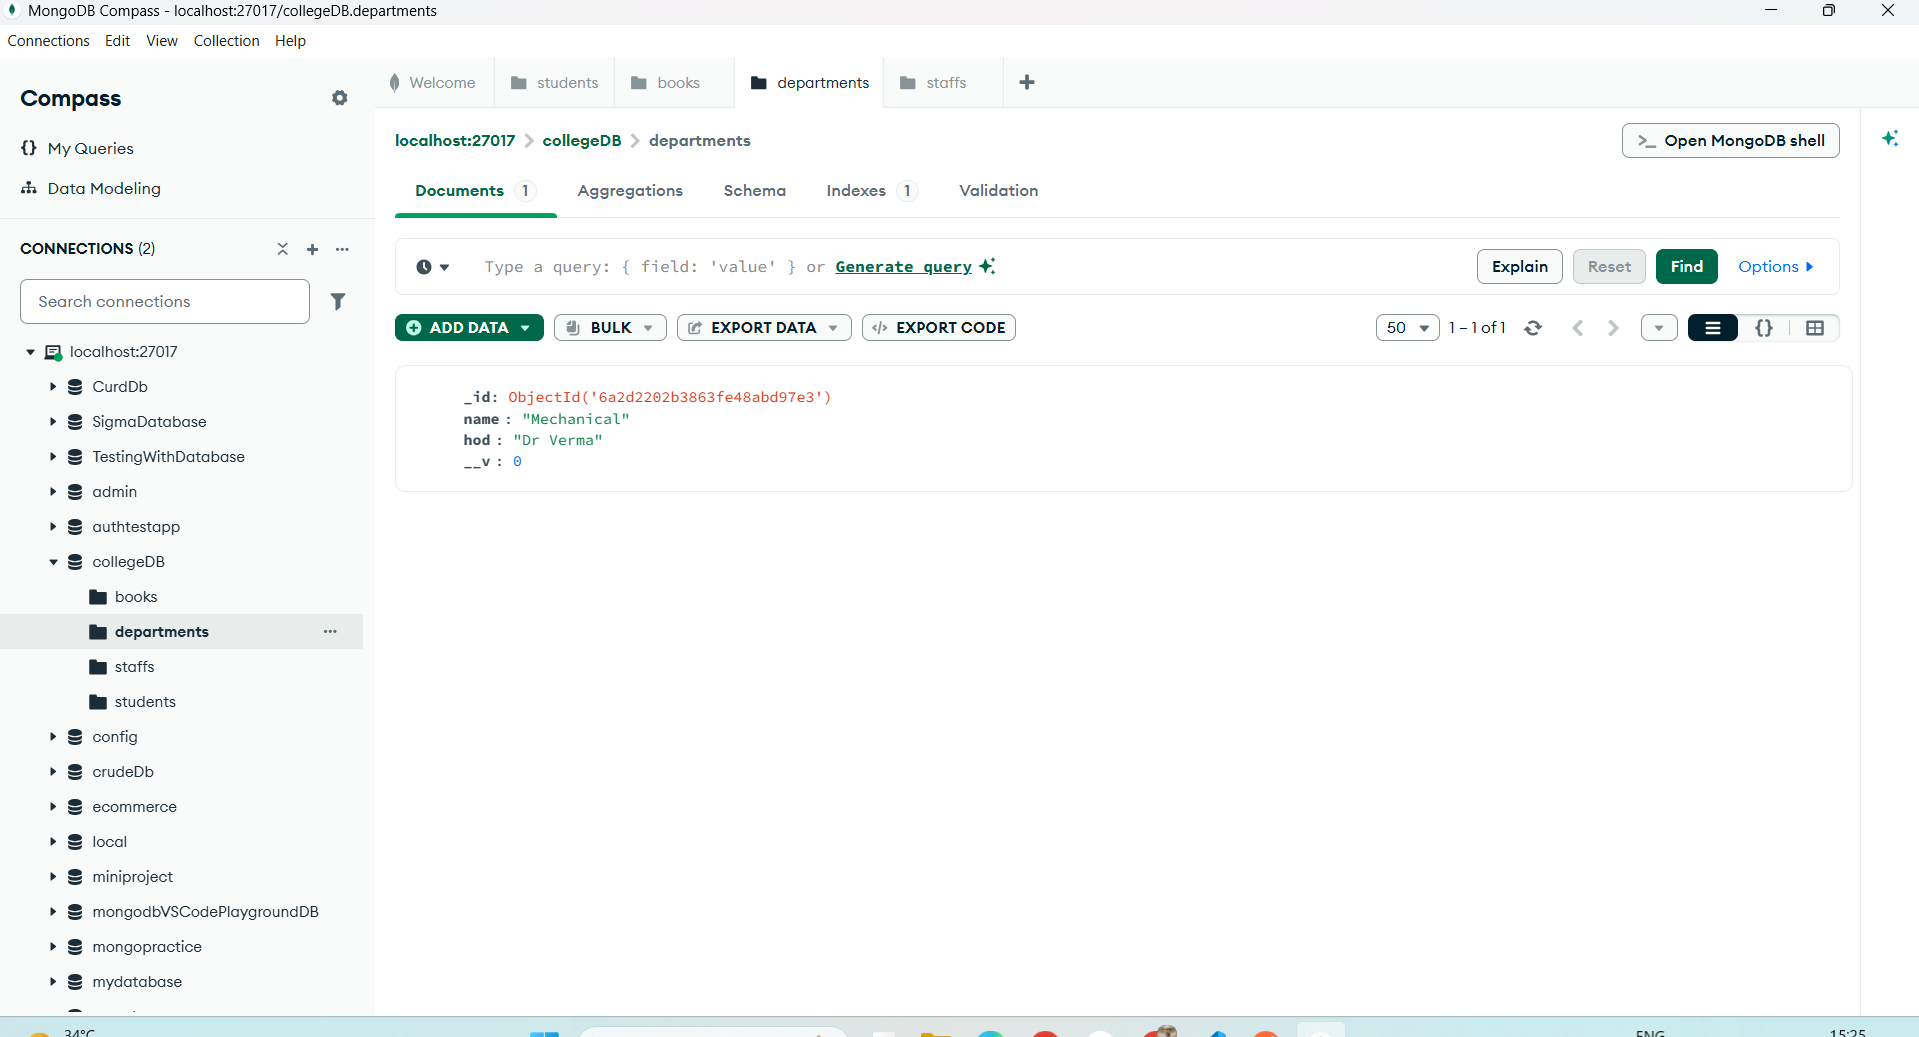 MongoDB Compass - localhost:27017/collegeDB.departments
Connections Edit View Collection Help
Compass
My Queries
Data Modeling
CONNECTIONS (2)
Search connections
localhost:27017
CurdDb
SigmaDatabase
TestingWithDatabase
admin
authtestapp
collegeDB
books
departments
staffs
students
config
crudeDb
ecommerce
local
miniproject
mongodbVSCodePlaygroundDB
mongopractice
mydatabase
Welcome students books departments staffs
localhost:27017 > collegeDB > departments
>_ Open MongoDB shell
Documents 1 Aggregations Schema Indexes 1 Validation
Type a query: { field: 'value' } or Generate query
Explain Reset Find Options
ADD DATA BULK EXPORT DATA </> EXPORT CODE
50 1 – 1 of 1 {}
_id: ObjectId('6a2d2202b3863fe48abd97e3')
name : "Mechanical"
hod : "Dr Verma"
__v : 0
34°C ENG 15:25